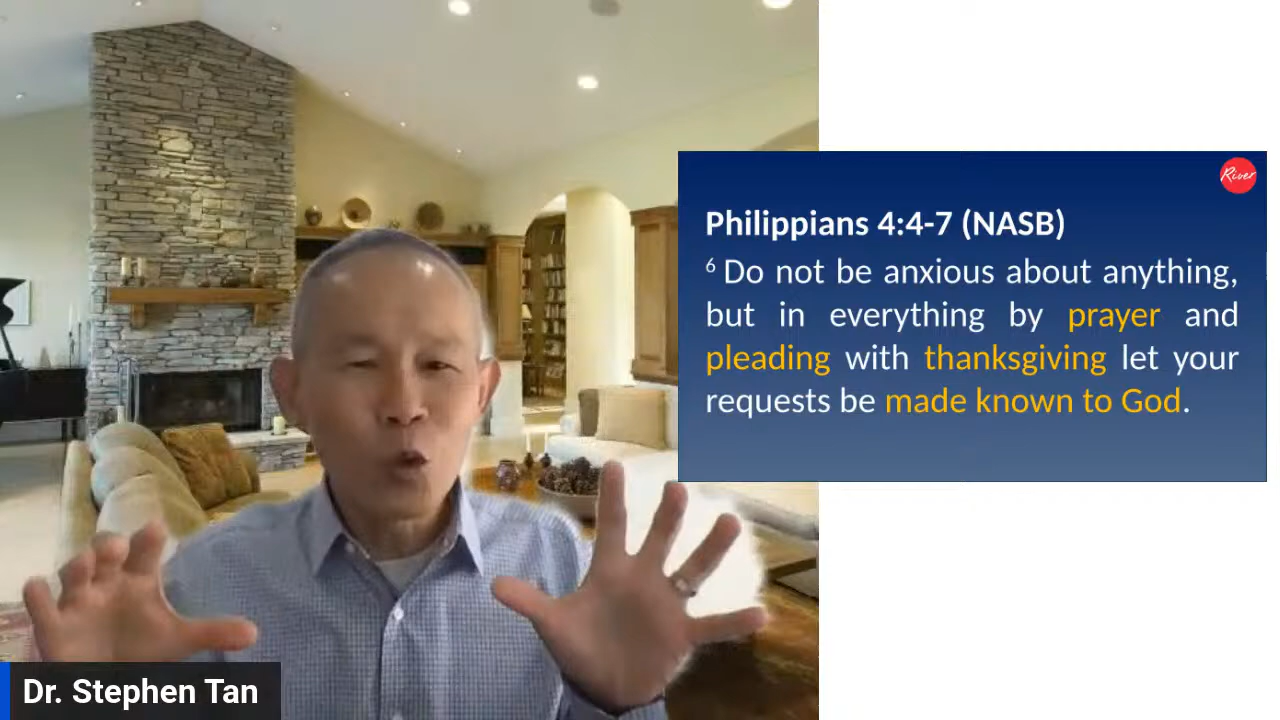 River
Philippians 4:4-7 (NASB)
6 Do not be anxious about anything,
but in everything by prayer and
pleading with thanksgiving let your
requests be made known to God.
Dr. Stephen Tan